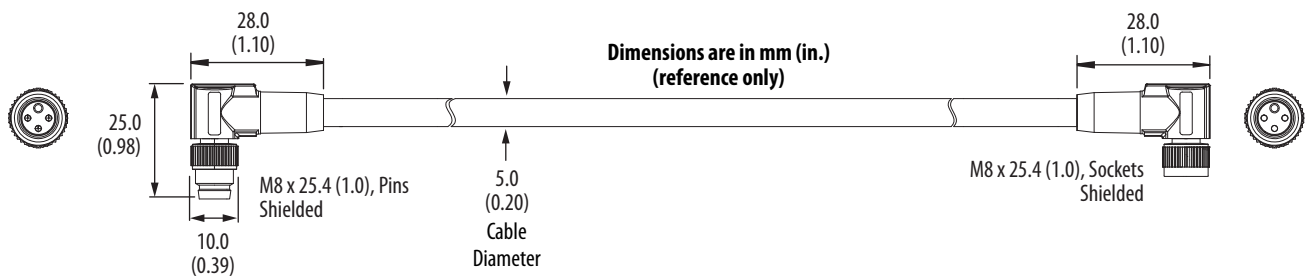 28.0
(1.10)
Dimensions are in mm (in.)
(reference only)
28.0
(1.10)
25.0
(0.98)
M8 x 25.4 (1.0), Pins
Shielded
10.0
(0.39)
5.0
(0.20)
Cable
Diameter
M8 x 25.4 (1.0), Sockets
Shielded